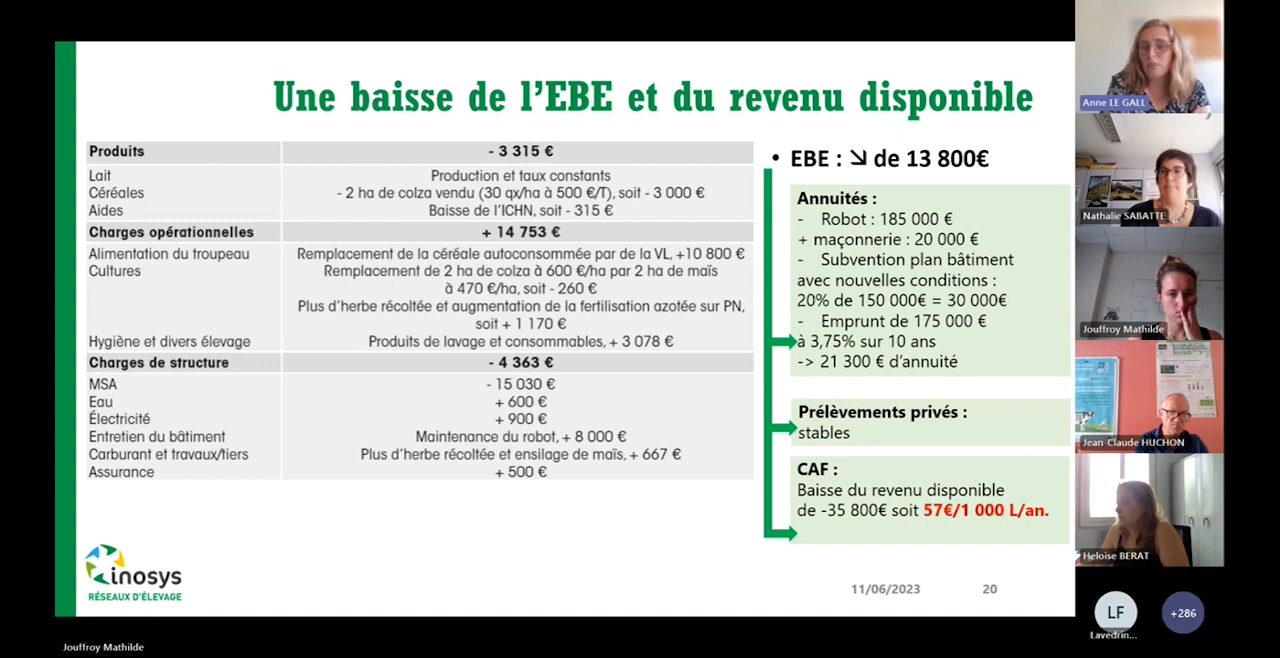 Une baisse de l'EBE et du revenu disponible
Produits - 3 315 €
Lait Production et taux constants
Céréales - 2 ha de colza vendu (30 qx/ha à 500 €/T), soit - 3 000 €
Aides Baisse de l'ICHN, soit - 315 €
Charges opérationnelles + 14 753 €
Alimentation du troupeau Remplacement de la céréale autoconsommée par de la VL, +10 800 €
Cultures Remplacement de 2 ha de colza à 600 €/ha par 2 ha de maïs
à 470 €/ha, soit - 260 €
Plus d'herbe récoltée et augmentation de la fertilisation azotée sur PN,
soit + 1 170 €
Hygiène et divers élevage Produits de lavage et consommables, + 3 078 €
Charges de structure - 4 363 €
MSA - 15 030 €
Eau + 600 €
Électricité + 900 €
Entretien du bâtiment Maintenance du robot, + 8 000 €
Carburant et travaux/tiers Plus d'herbe récoltée et ensilage de maïs, + 667 €
Assurance + 500 €
• EBE : ↘ de 13 800€
Annuités :
- Robot : 185 000 €
+ maçonnerie : 20 000 €
- Subvention plan bâtiment
avec nouvelles conditions :
20% de 150 000€ = 30 000€
- Emprunt de 175 000 €
à 3,75% sur 10 ans
-> 21 300 € d'annuité
Prélèvements privés :
stables
CAF :
Baisse du revenu disponible
de -35 800€ soit 57€/1 000 L/an.
inosys
RÉSEAUX D'ÉLEVAGE
11/06/2023 20
Anne LE GALL
Nathalie SABATTE
Jouffroy Mathilde
Jean-Claude HUCHON
Heloise BERAT
LF
+286
Lavedrin...
Jouffroy Mathilde